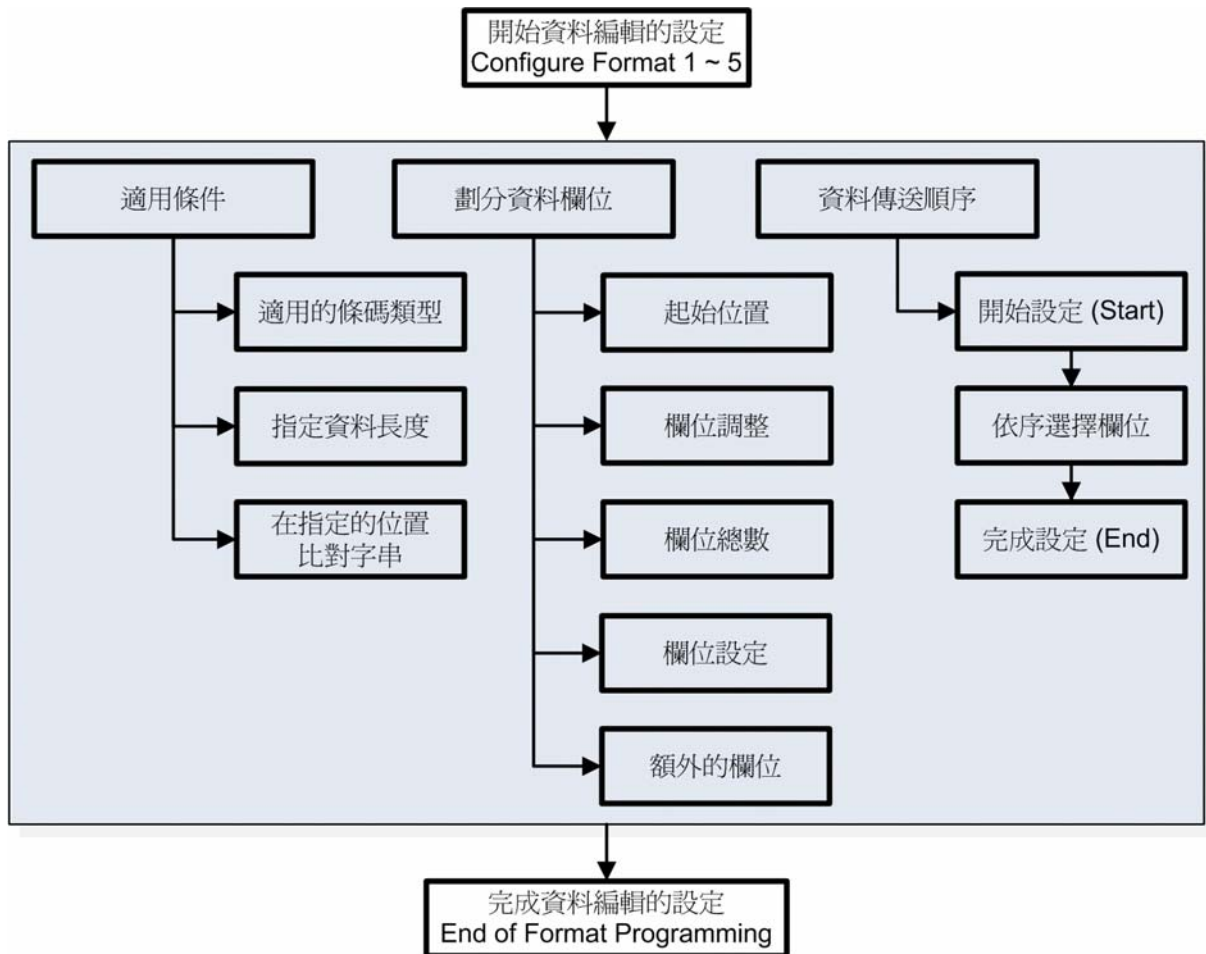 開始資料編輯的設定
Configure Format 1 ~ 5
適用條件
適用的條碼類型
指定資料長度
在指定的位置
比對字串
劃分資料欄位
起始位置
欄位調整
欄位總數
欄位設定
額外的欄位
資料傳送順序
開始設定 (Start)
依序選擇欄位
完成設定 (End)
完成資料編輯的設定
End of Format Programming